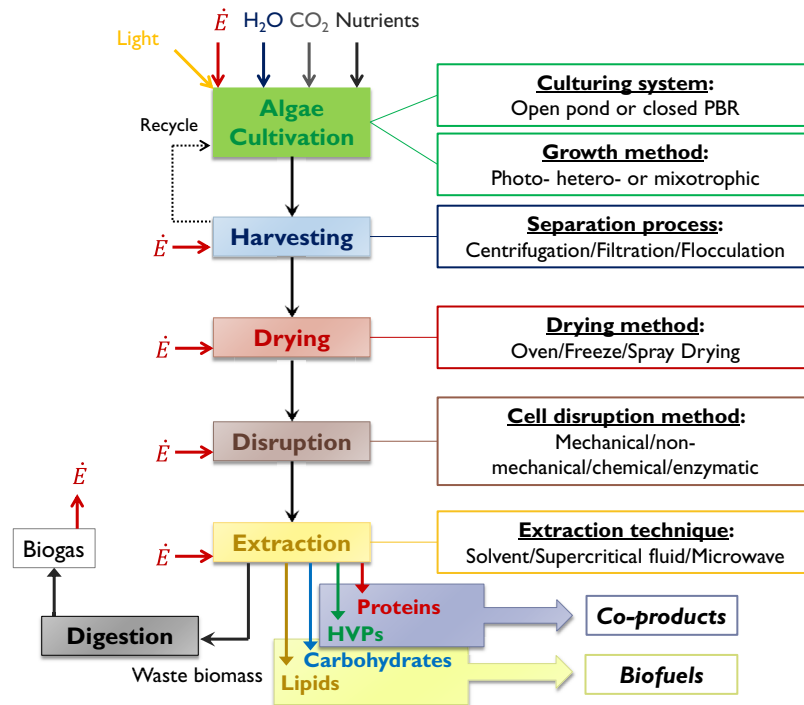 Ė
H₂O
CO₂
Nutrients
Light
Algae
Cultivation
Culturing system:
Open pond or closed PBR
Recycle
Growth method:
Photo- hetero- or mixotrophic
Ė
Harvesting
Separation process:
Centrifugation/Filtration/Flocculation
Ė
Drying
Drying method:
Oven/Freeze/Spray Drying
Ė
Disruption
Cell disruption method:
Mechanical/non-
mechanical/chemical/enzymatic
Ė
Biogas
Ė
Extraction
Extraction technique:
Solvent/Supercritical fluid/Microwave
Proteins
HVPs
Co-products
Digestion
Waste biomass
Carbohydrates
Lipids
Biofuels